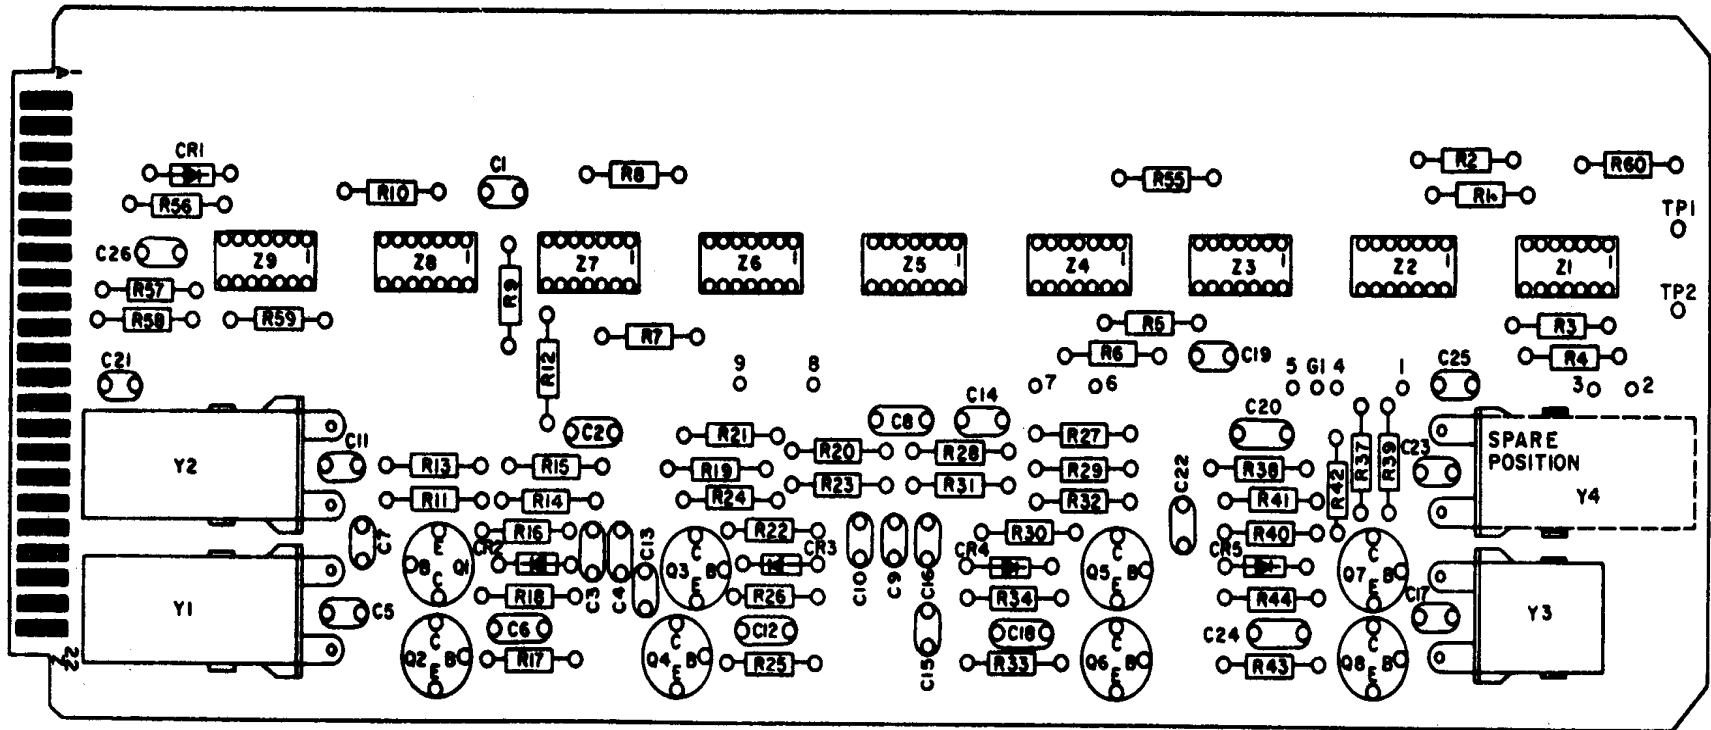 CR1
C1
R8
R2
R60
R10
R55
R56
R1
TP1
C26
Z9
Z8
Z7
Z6
Z5
Z4
Z3
Z2
Z1
R57
R9
TP2
R58
R59
R5
R3
R7
R12
R6
C19
R4
C21
9
8
7
6
5
G1
4
1
C25
3
2
C2
C8
C14
C20
Y2
C11
R21
R20
R28
R27
R37
R39
C23
SPARE
POSITION
Y4
R13
R15
R19
R29
R38
R42
R11
R14
R24
R23
R31
R32
C22
R41
C7
R16
R22
R30
R40
E
B
Q1
C
CR2
C3
C4
C13
C
Q3
B
E
CR3
C10
C9
C16
CR4
C
Q5
B
E
CR5
C
Q7
B
E
R18
R26
R34
R44
C17
Y3
Y1
C5
C6
C12
C15
C18
C24
C
Q2
B
E
R17
C
Q4
B
E
R25
R33
C
Q6
B
E
R43
C
Q8
B
E
22
Z